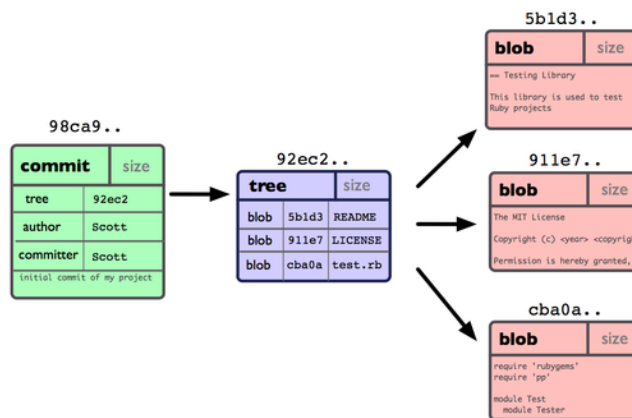 98ca9..
commit size
tree 92ec2
author Scott
committer Scott
initial commit of my project
92ec2..
tree size
blob 5b1d3 README
blob 911e7 LICENSE
blob cba0a test.rb
5b1d3..
blob size
== Testing Library
This library is used to test
Ruby projects
911e7..
blob size
The MIT License
Copyright (c) <year> <copyrigh
Permission is hereby granted,
cba0a..
blob size
require 'rubygems'
require 'pp'
module Test
module Tester